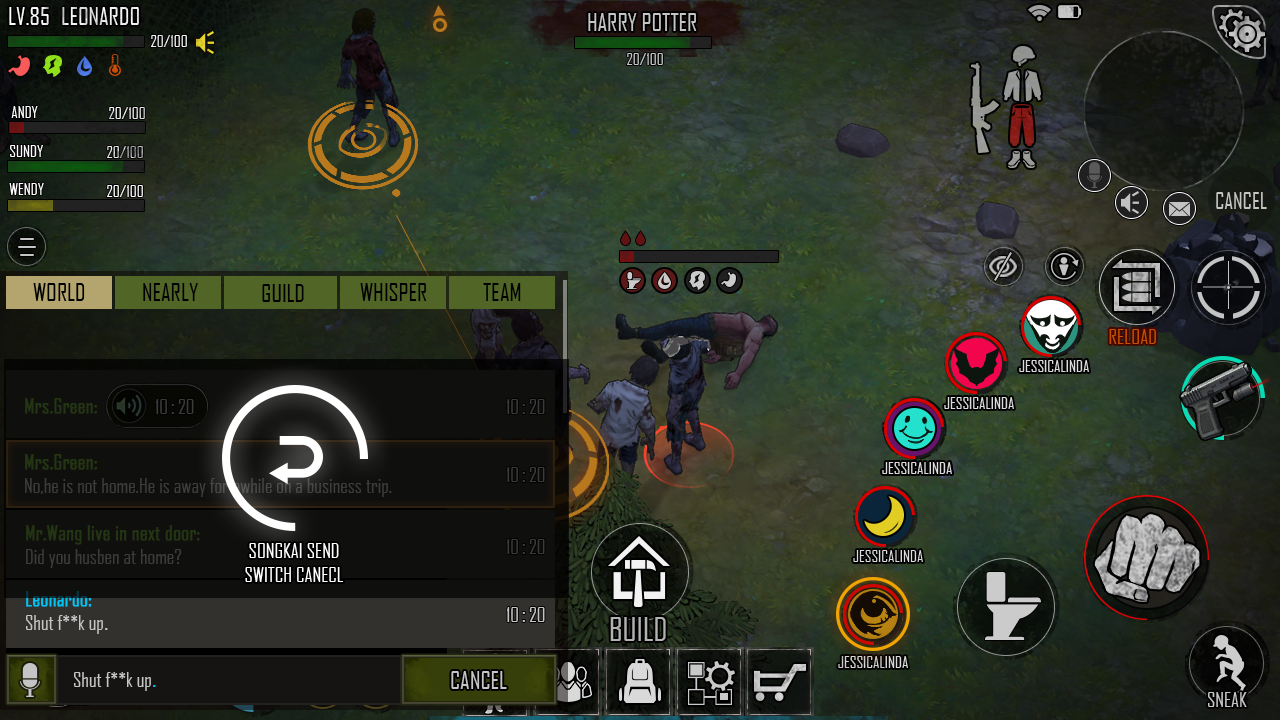 LV.85 LEONARDO
20/100
HARRY POTTER
20/100
ANDY 20/100
SUNDY 20/100
WENDY 20/100
CANCEL
WORLD NEARLY GUILD WHISPER TEAM
RELOAD
JESSICALINDA
JESSICALINDA
JESSICALINDA
JESSICALINDA
JESSICALINDA
Mrs.Green: 10:20 10:20
Mrs.Green:
No,he is not home.He is away for awhile on a business trip. 10:20
Mr.Wang live in next door:
Did you husben at home? 10:20
SONGKAI SEND
SWITCH CANECL
Leonardo:
Shut f**k up. 10:20
BUILD
Shut f**k up.
CANCEL
SNEAK